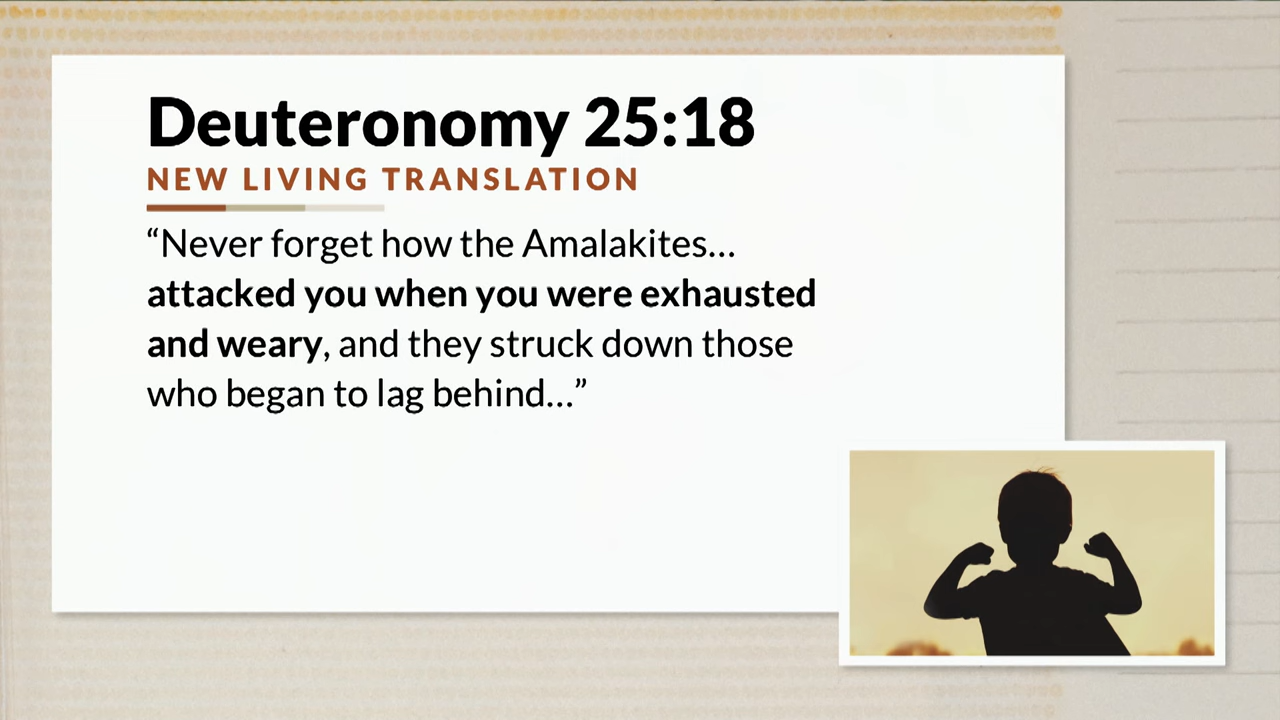 Deuteronomy 25:18
NEW LIVING TRANSLATION
“Never forget how the Amalakites…
attacked you when you were exhausted
and weary, and they struck down those
who began to lag behind…”